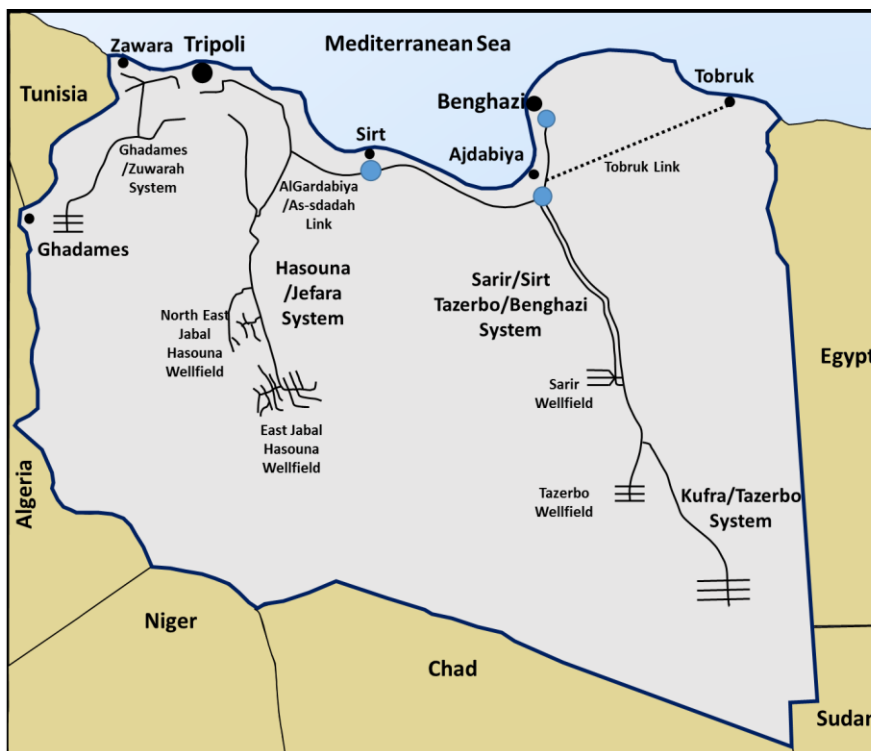 Zawara
Tripoli
Mediterranean Sea
Tunisia
Benghazi
Tobruk
Sirt
Ajdabiya
Ghadames
/Zuwarah
System
AlGardabiya
/As-sdadah
Link
Tobruk Link
Ghadames
Hasouna
/Jefara
System
Sarir/Sirt
Tazerbo/Benghazi
System
North East
Jabal
Hasouna
Wellfield
Egypt
Sarir
Wellfield
East Jabal
Hasouna
Wellfield
Algeria
Tazerbo
Wellfield
Kufra/Tazerbo
System
Niger
Chad
Sudan